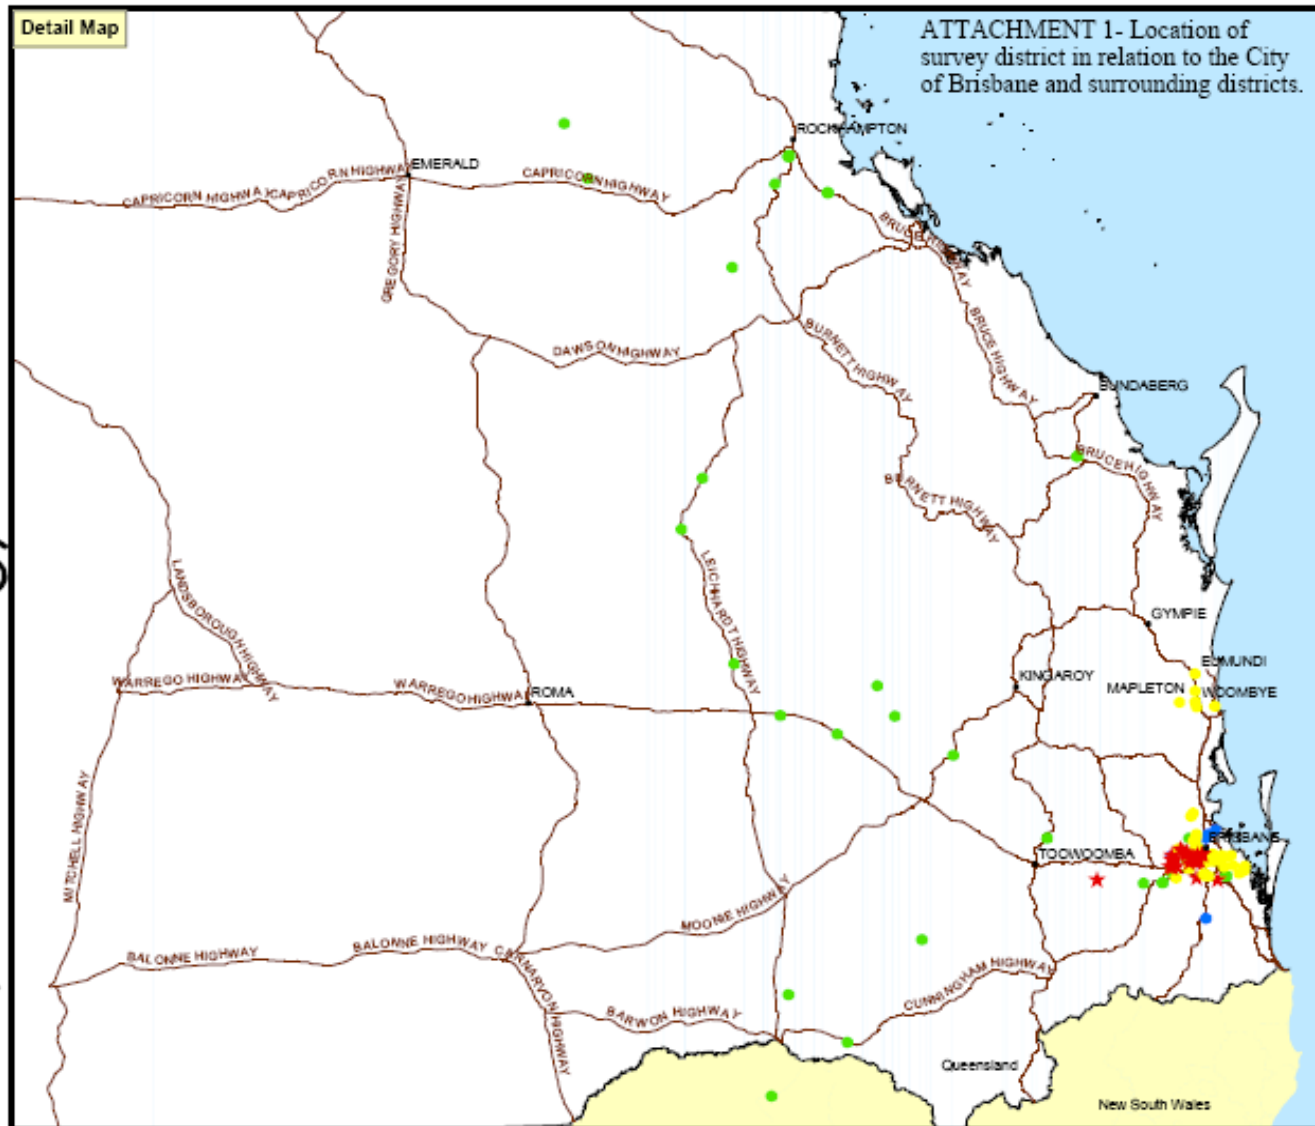 Detail Map
ATTACHMENT 1- Location of
survey district in relation to the City
of Brisbane and surrounding districts.
ROCKHAMPTON
EMERALD
CAPRICORN HIGHWAY
CAPRICORN HIGHWAY
CAPRICORN HIGHWAY
GREGORY HIGHWAY
BRUCE HIGHWAY
DAWSON HIGHWAY
BURNETT HIGHWAY
BRUCE HIGHWAY
BUNDABERG
BRUCE HIGHWAY
BURNETT HIGHWAY
LEICHHARDT HIGHWAY
LANDSBOROUGH HIGHWAY
GYMPIE
EUMUNDI
WARREGO HIGHWAY
WARREGO HIGHWAY
ROMA
KINGAROY
MAPLETON
WOOMBYE
MITCHELL HIGHWAY
BRISBANE
TOOWOOMBA
MOONIE HIGHWAY
BALONNE HIGHWAY
BALONNE HIGHWAY
CARNARVON HIGHWAY
CUNNINGHAM HIGHWAY
BARWON HIGHWAY
Queensland
New South Wales